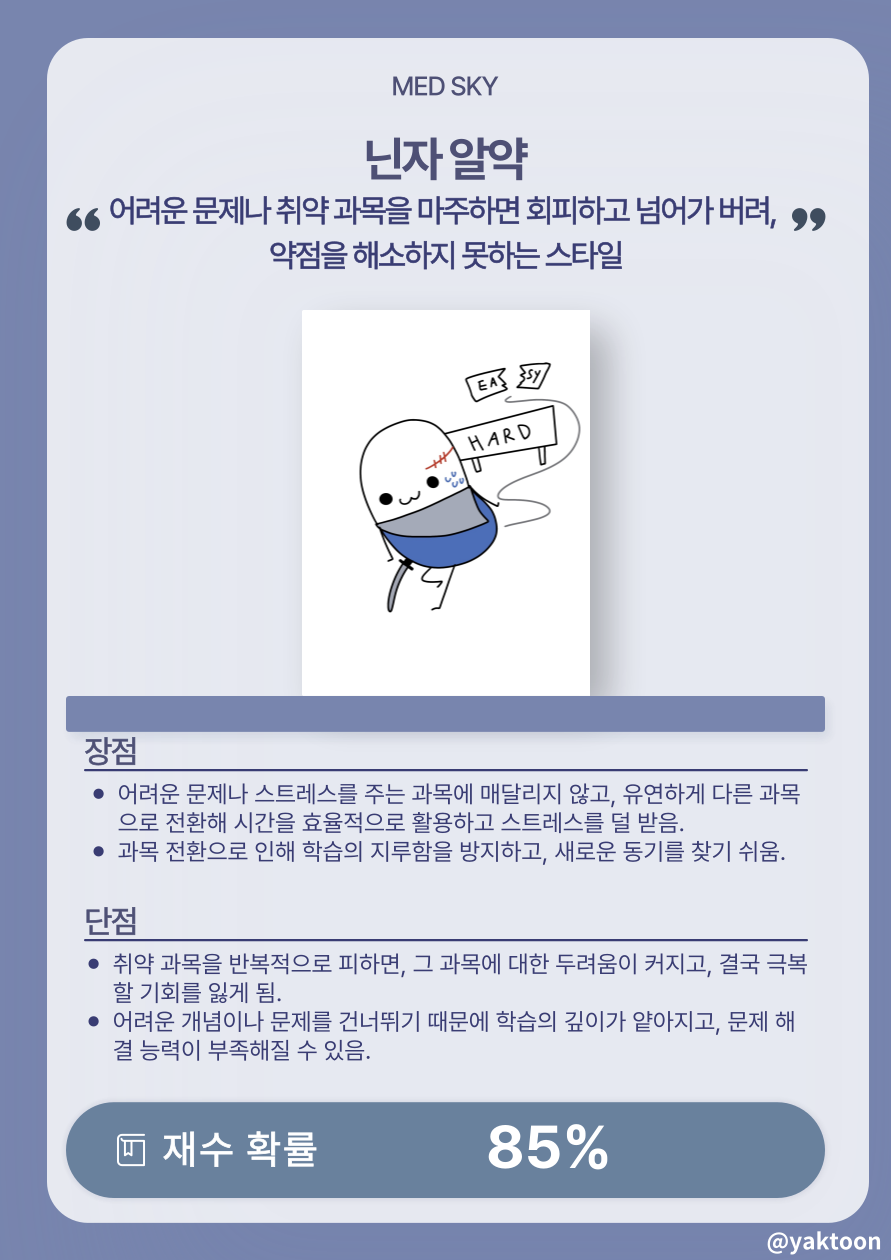 MED SKY
닌자 알약
“ 어려운 문제나 취약 과목을 마주하면 회피하고 넘어가 버려, ”
약점을 해소하지 못하는 스타일
EA SY
HARD
장점
● 어려운 문제나 스트레스를 주는 과목에 매달리지 않고, 유연하게 다른 과목
으로 전환해 시간을 효율적으로 활용하고 스트레스를 덜 받음.
● 과목 전환으로 인해 학습의 지루함을 방지하고, 새로운 동기를 찾기 쉬움.
단점
● 취약 과목을 반복적으로 피하면, 그 과목에 대한 두려움이 커지고, 결국 극복
할 기회를 잃게 됨.
● 어려운 개념이나 문제를 건너뛰기 때문에 학습의 깊이가 얕아지고, 문제 해
결 능력이 부족해질 수 있음.
재수 확률 85%
@yaktoon